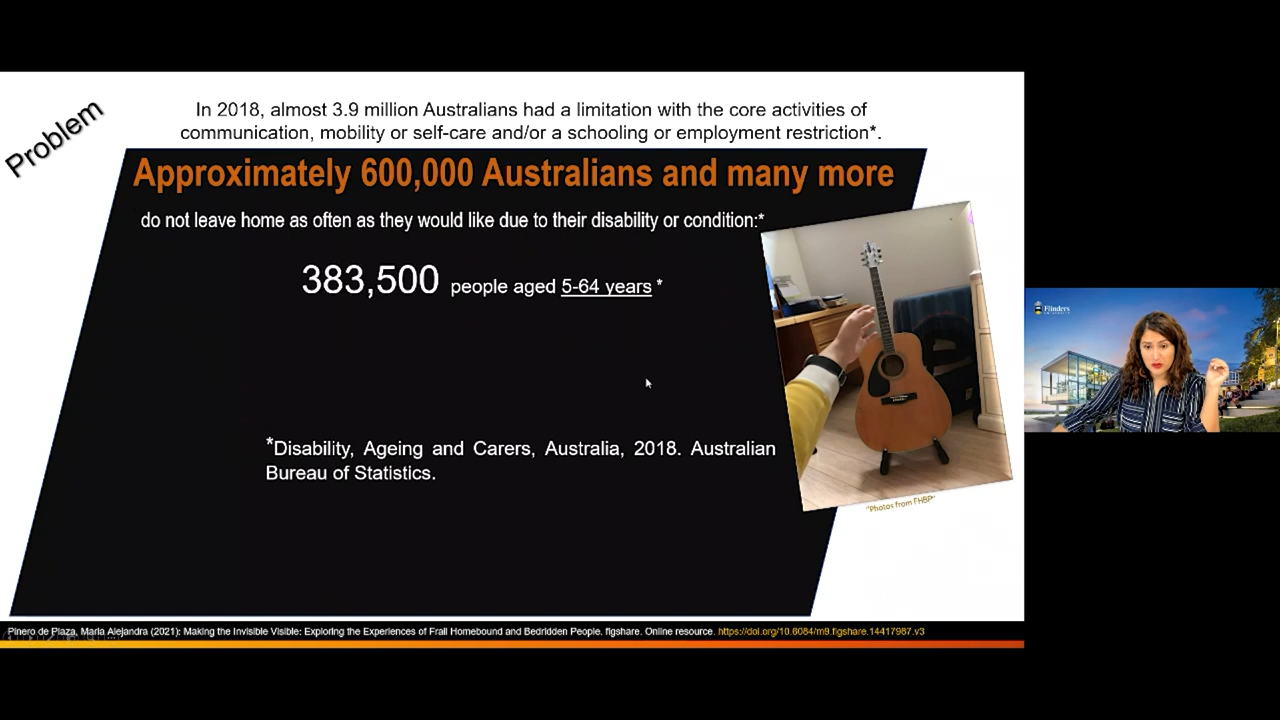 Problem
In 2018, almost 3.9 million Australians had a limitation with the core activities of
communication, mobility or self-care and/or a schooling or employment restriction*.
Approximately 600,000 Australians and many more
do not leave home as often as they would like due to their disability or condition:*
383,500 people aged 5-64 years *
*Disability, Ageing and Carers, Australia, 2018. Australian
Bureau of Statistics.
"Photos from FHBP"
Flinders
UNIVERSITY
Pinero de Plaza, Maria Alejandra (2021): Making the Invisible Visible: Exploring the Experiences of Frail Homebound and Bedridden People. figshare. Online resource. https://doi.org/10.6084/m9.figshare.14417987.v3